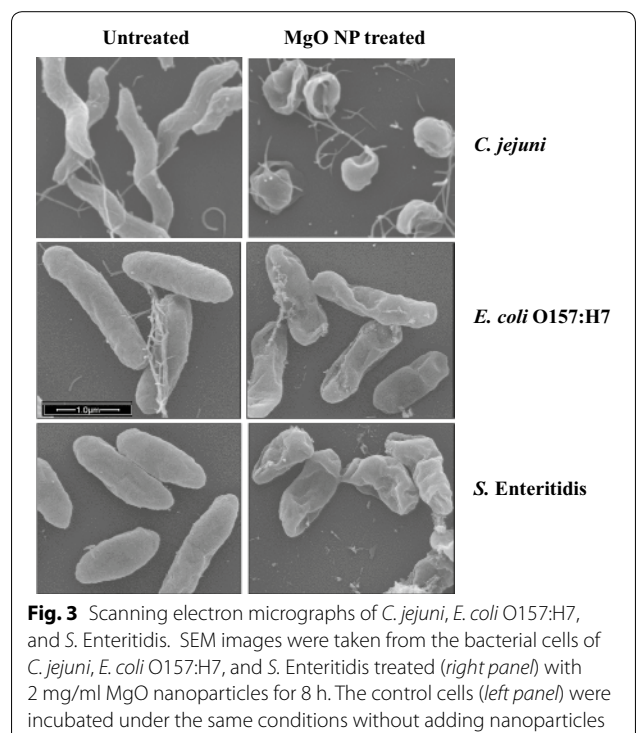 Untreated MgO NP treated
C. jejuni
E. coli O157:H7
1.0µm
S. Enteritidis
Fig. 3 Scanning electron micrographs of C. jejuni, E. coli O157:H7,
and S. Enteritidis. SEM images were taken from the bacterial cells of
C. jejuni, E. coli O157:H7, and S. Enteritidis treated (right panel) with
2 mg/ml MgO nanoparticles for 8 h. The control cells (left panel) were
incubated under the same conditions without adding nanoparticles